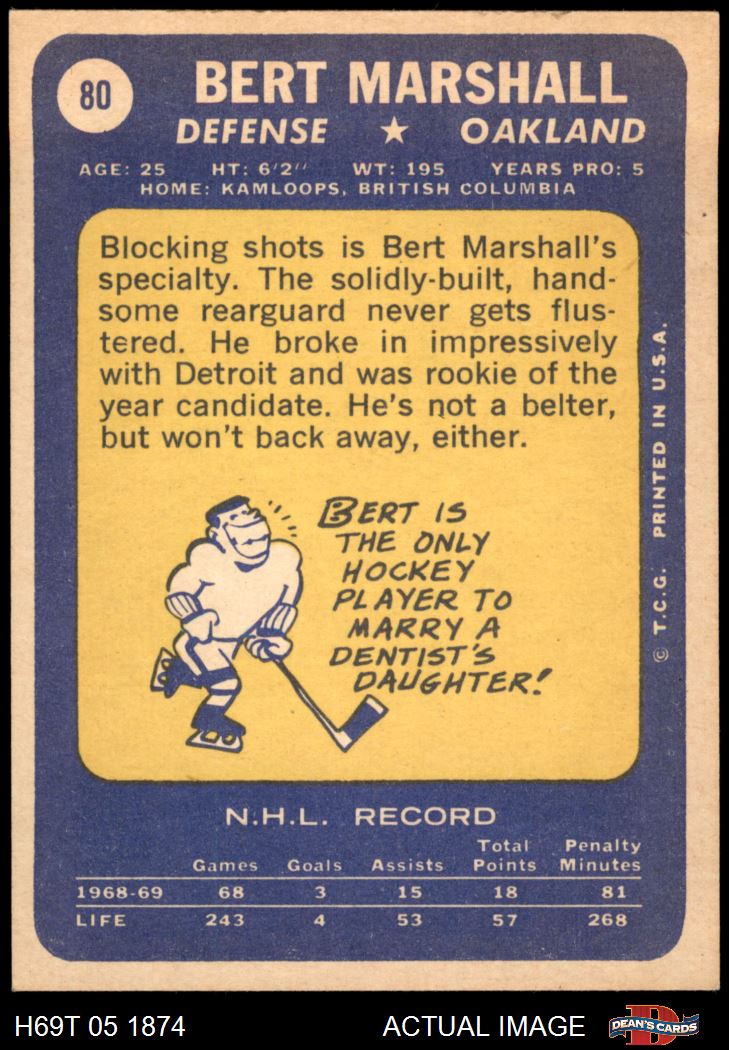 80
BERT MARSHALL
DEFENSE ★ OAKLAND
AGE: 25 HT: 6'2" WT: 195 YEARS PRO: 5
HOME: KAMLOOPS, BRITISH COLUMBIA
Blocking shots is Bert Marshall's
specialty. The solidly-built, hand-
some rearguard never gets flus-
tered. He broke in impressively
with Detroit and was rookie of the
year candidate. He's not a belter,
but won't back away, either.
BERT IS
THE ONLY
HOCKEY
PLAYER TO
MARRY A
DENTIST'S
DAUGHTER!
© T.C.G. PRINTED IN U.S.A.
N.H.L. RECORD
Games Goals Assists Total Points Penalty Minutes
1968-69 68 3 15 18 81
LIFE 243 4 53 57 268
H69T 05 1874 ACTUAL IMAGE
D
DEAN'S CARDS